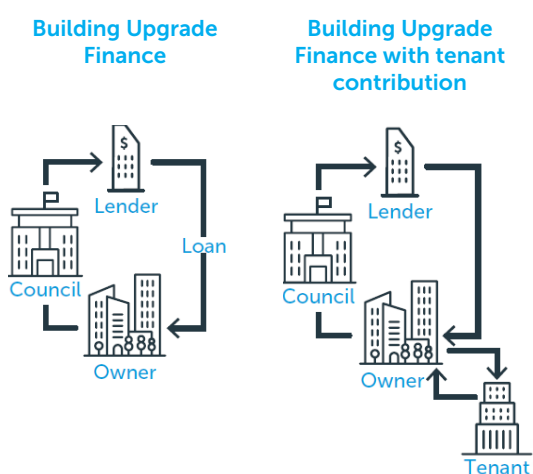 Building Upgrade
Finance
$
Lender
Council
Loan
Owner
Building Upgrade
Finance with tenant
contribution
$
Lender
Council
Owner
Tenant